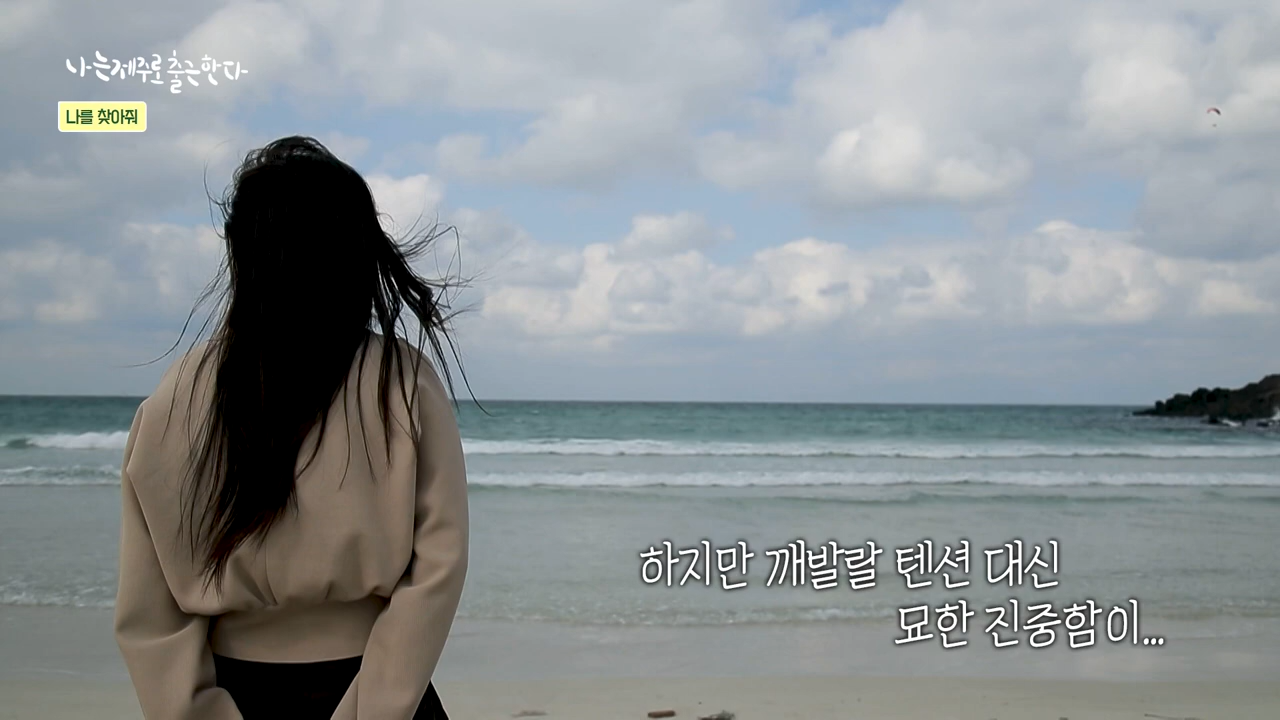 나는 제주로 출근한다
나를 찾아줘
하지만 깨발랄 텐션 대신
묘한 진중함이...